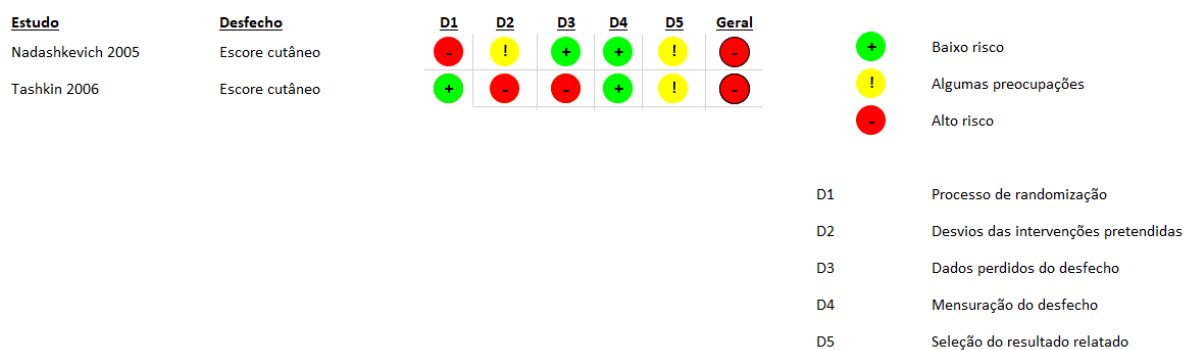 Estudo Desfecho D1 D2 D3 D4 D5 Geral
Nadashkevich 2005 Escore cutâneo - ! + + ! -
Tashkin 2006 Escore cutâneo + - - + ! -
+ Baixo risco
! Algumas preocupações
- Alto risco
D1 Processo de randomização
D2 Desvios das intervenções pretendidas
D3 Dados perdidos do desfecho
D4 Mensuração do desfecho
D5 Seleção do resultado relatado